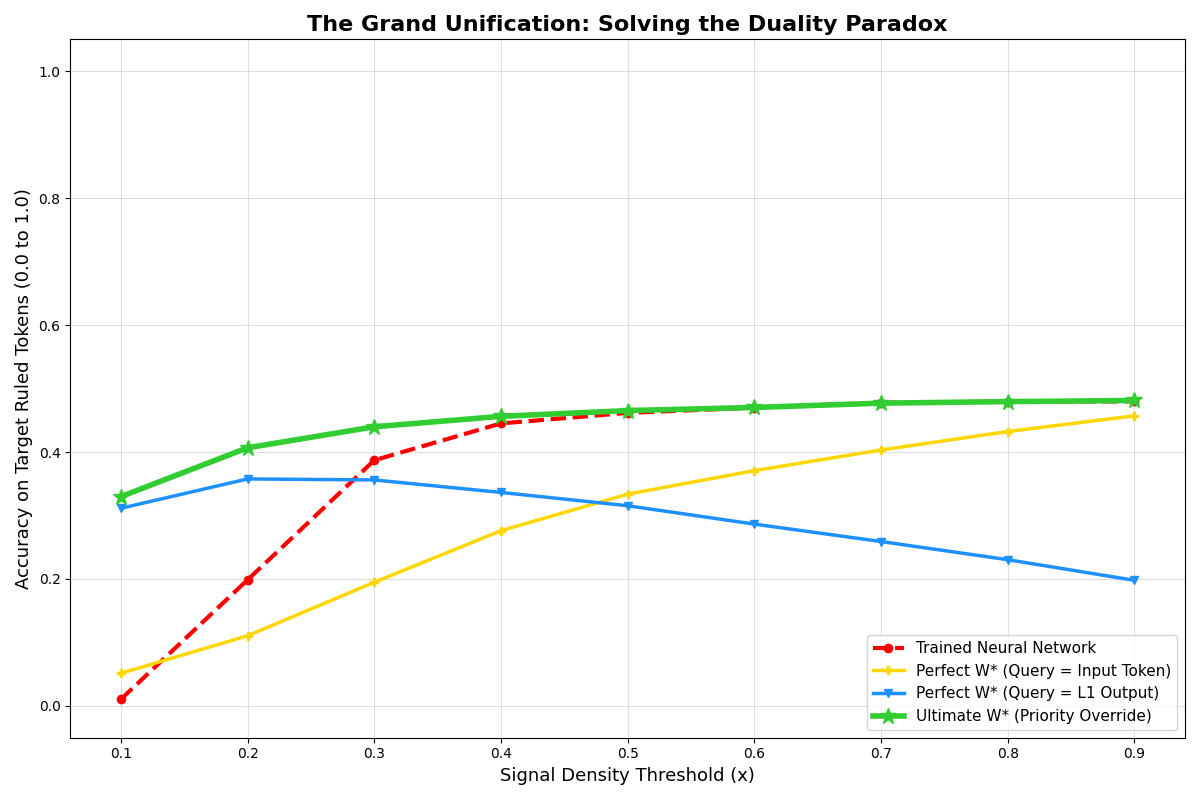 The Grand Unification: Solving the Duality Paradox
Accuracy on Target Ruled Tokens (0.0 to 1.0)
1.0
0.8
0.6
0.4
0.2
0.0
0.1 0.2 0.3 0.4 0.5 0.6 0.7 0.8 0.9
Signal Density Threshold (x)
Trained Neural Network
Perfect W* (Query = Input Token)
Perfect W* (Query = L1 Output)
Ultimate W* (Priority Override)